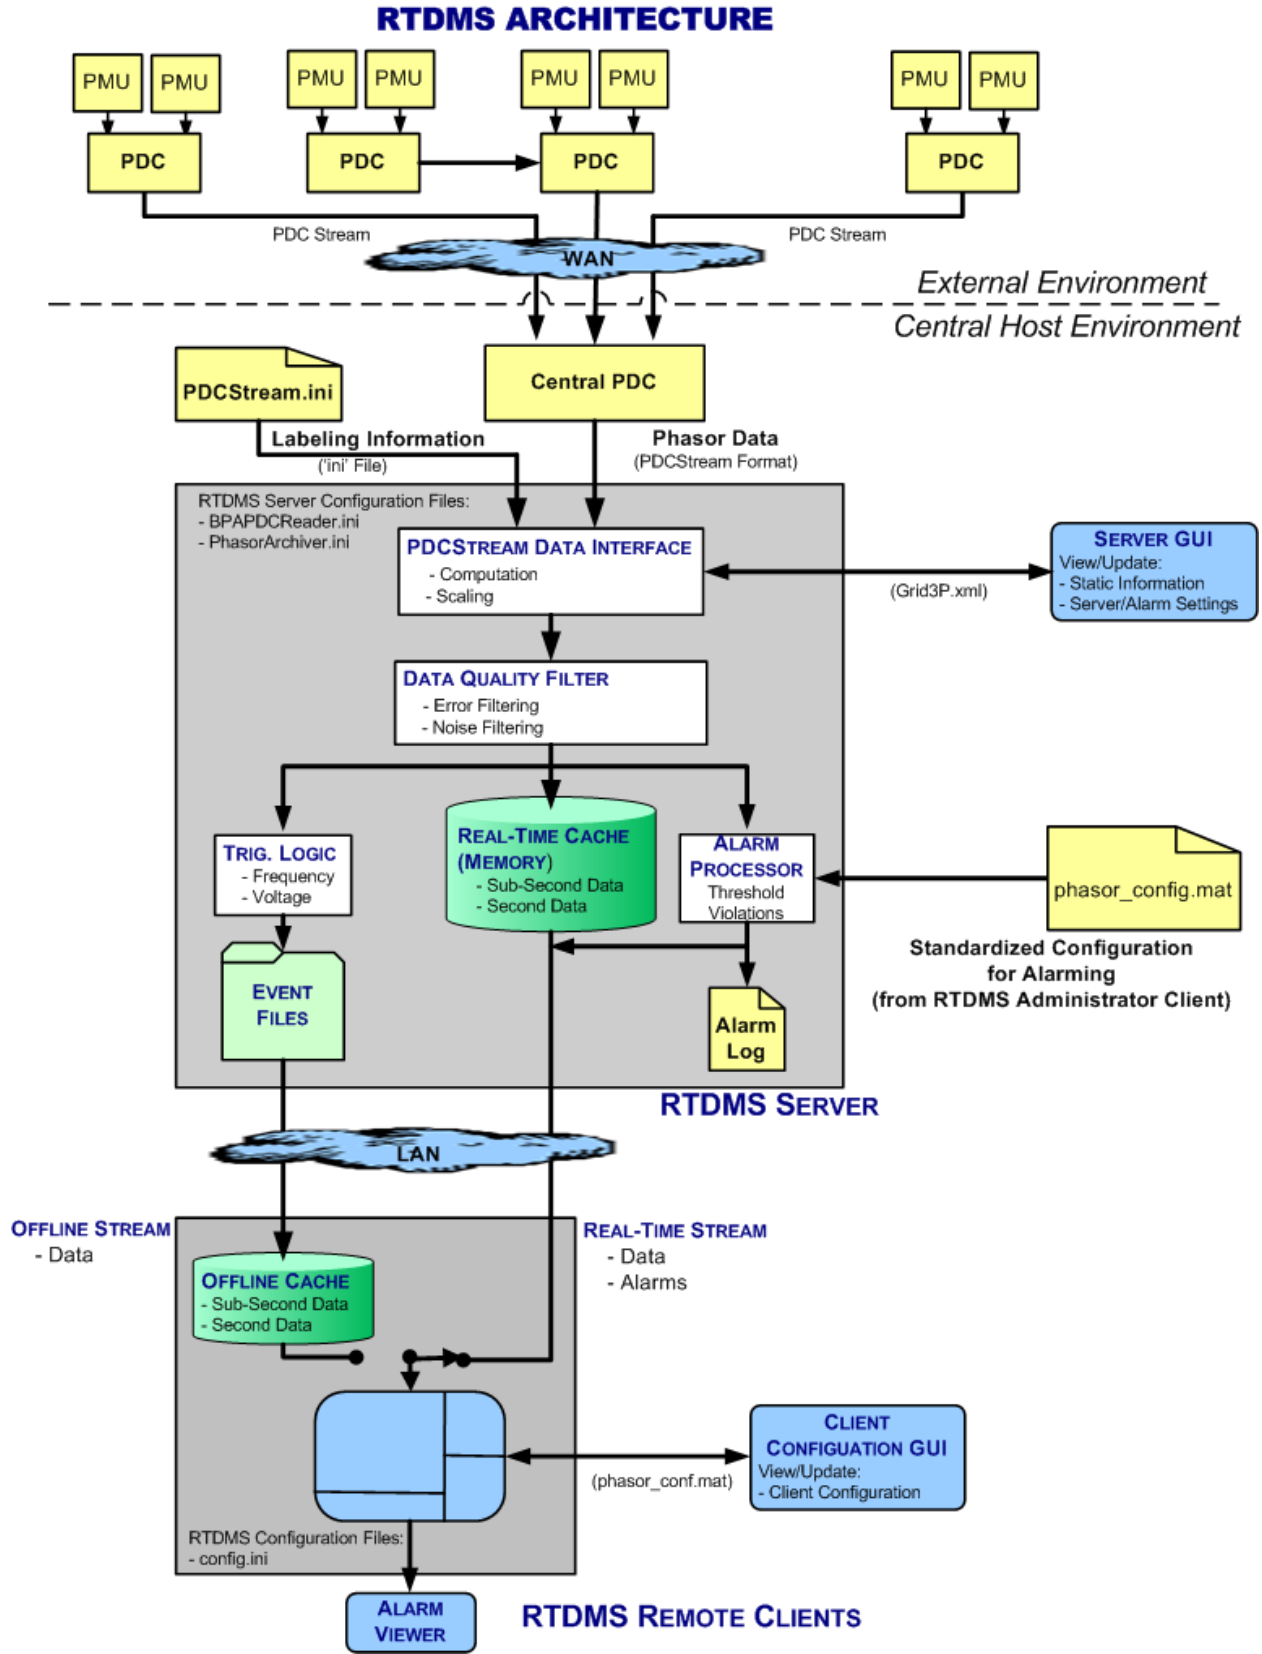 RTDMS ARCHITECTURE
PMU PMU PMU PMU PMU PMU PMU PMU
PDC PDC PDC PDC
PDC Stream PDC Stream
WAN
External Environment
Central Host Environment
PDCStream.ini
Central PDC
Labeling Information
('ini' File)
Phasor Data
(PDCStream Format)
RTDMS Server Configuration Files:
- BPAPDCReader.ini
- PhasorArchiver.ini
PDCSTREAM DATA INTERFACE
- Computation
- Scaling
(Grid3P.xml)
SERVER GUI
View/Update:
- Static Information
- Server/Alarm Settings
DATA QUALITY FILTER
- Error Filtering
- Noise Filtering
TRIG. LOGIC
- Frequency
- Voltage
REAL-TIME CACHE
(MEMORY)
- Sub-Second Data
- Second Data
ALARM
PROCESSOR
Threshold
Violations
phasor_config.mat
Standardized Configuration
for Alarming
(from RTDMS Administrator Client)
EVENT
FILES
Alarm
Log
RTDMS SERVER
LAN
OFFLINE STREAM
- Data
REAL-TIME STREAM
- Data
- Alarms
OFFLINE CACHE
- Sub-Second Data
- Second Data
(phasor_conf.mat)
CLIENT
CONFIGUATION GUI
View/Update:
- Client Configuration
RTDMS Configuration Files:
- config.ini
ALARM
VIEWER
RTDMS REMOTE CLIENTS